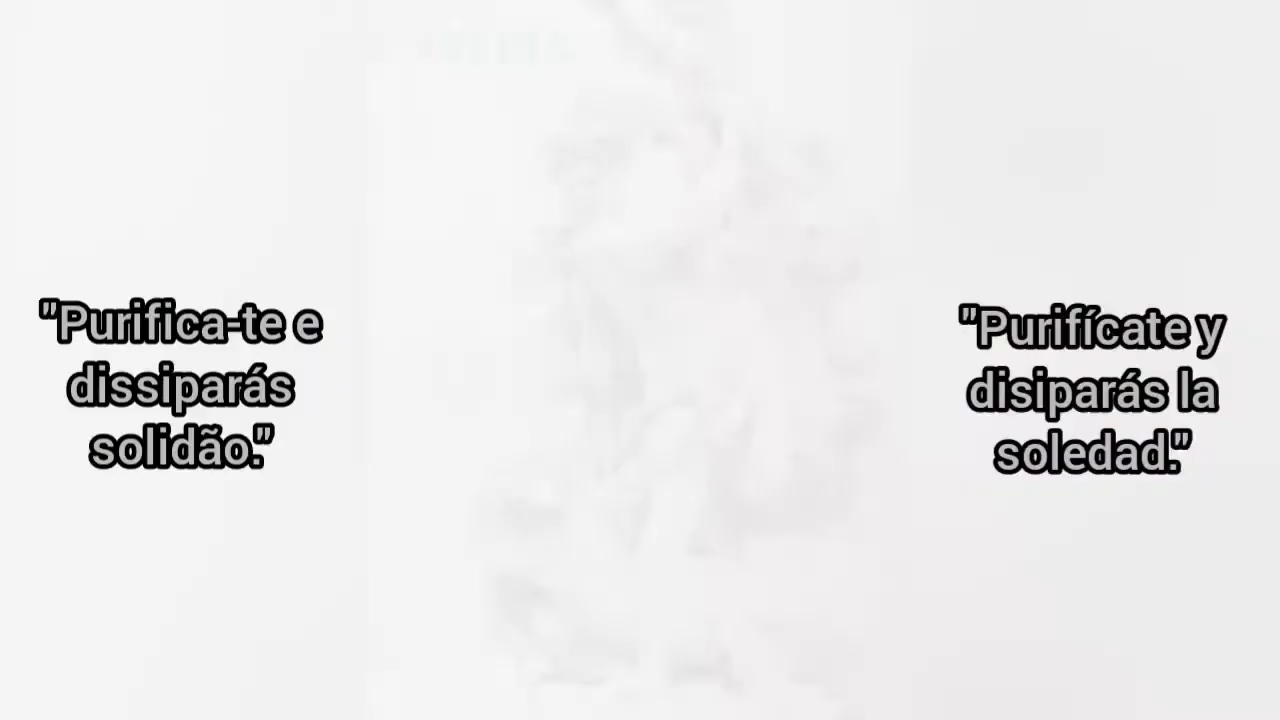 "Purifica-te e
dissiparás
solidão."
"Purifícate y
disiparás la
soledad."